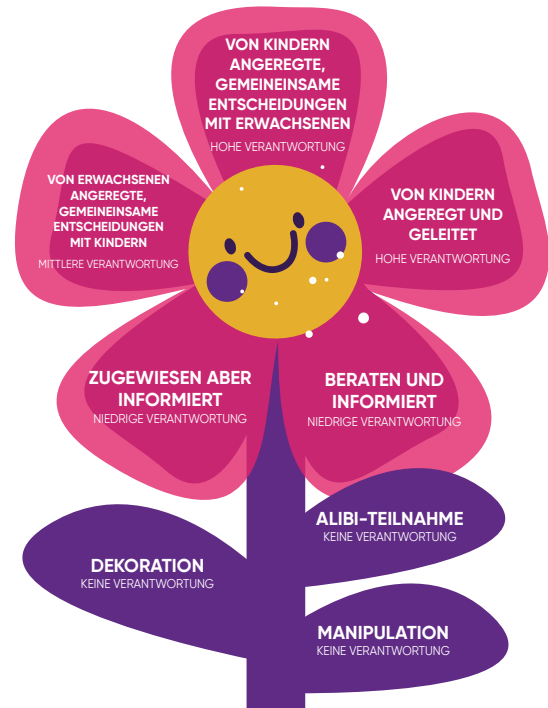 VON KINDERN
ANGEREGTE,
GEMEINEINSAME
ENTSCHEIDUNGEN
MIT ERWACHSENEN
HOHE VERANTWORTUNG
VON ERWACHSENEN
ANGEREGTE,
GEMEINSAME
ENTSCHEIDUNGEN
MIT KINDERN
MITTLERE VERANTWORTUNG
VON KINDERN
ANGEREGT UND
GELEITET
HOHE VERANTWORTUNG
ZUGEWIESEN ABER
INFORMIERT
NIEDRIGE VERANTWORTUNG
BERATEN UND
INFORMIERT
NIEDRIGE VERANTWORTUNG
ALIBI-TEILNAHME
KEINE VERANTWORTUNG
DEKORATION
KEINE VERANTWORTUNG
MANIPULATION
KEINE VERANTWORTUNG